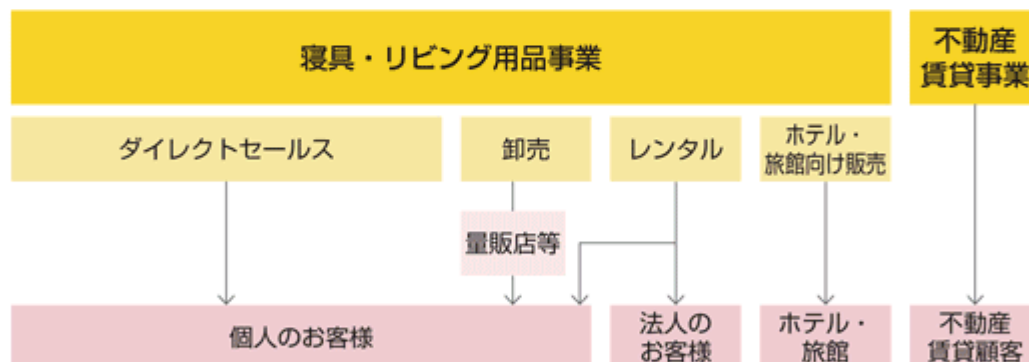 寝具・リビング用品事業
不動産
賃貸事業
ダイレクトセールス
卸売
レンタル
ホテル・
旅館向け販売
量販店等
個人のお客様
法人の
お客様
ホテル・
旅館
不動産
賃貸顧客